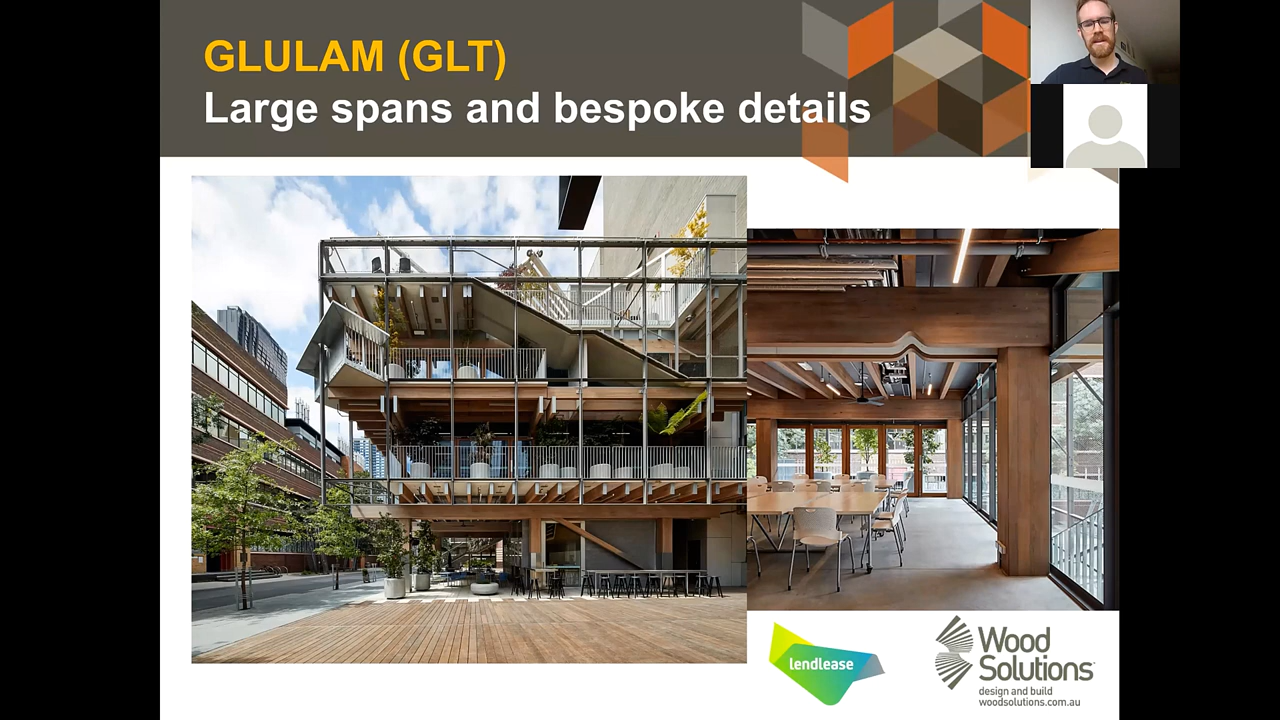 GLULAM (GLT)
Large spans and bespoke details
lendlease
Wood
Solutions
design and build
woodsolutions.com.au